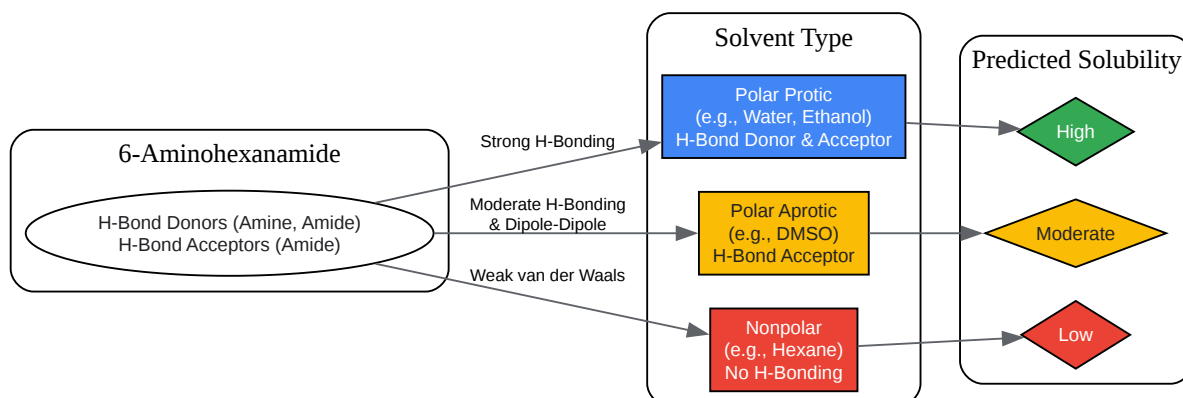 6-Aminohexanamide
H-Bond Donors (Amine, Amide)
H-Bond Acceptors (Amide)
Strong H-Bonding
Moderate H-Bonding
& Dipole-Dipole
Weak van der Waals
Solvent Type
Polar Protic
(e.g., Water, Ethanol)
H-Bond Donor & Acceptor
Polar Aprotic
(e.g., DMSO)
H-Bond Acceptor
Nonpolar
(e.g., Hexane)
No H-Bonding
Predicted Solubility
High
Moderate
Low